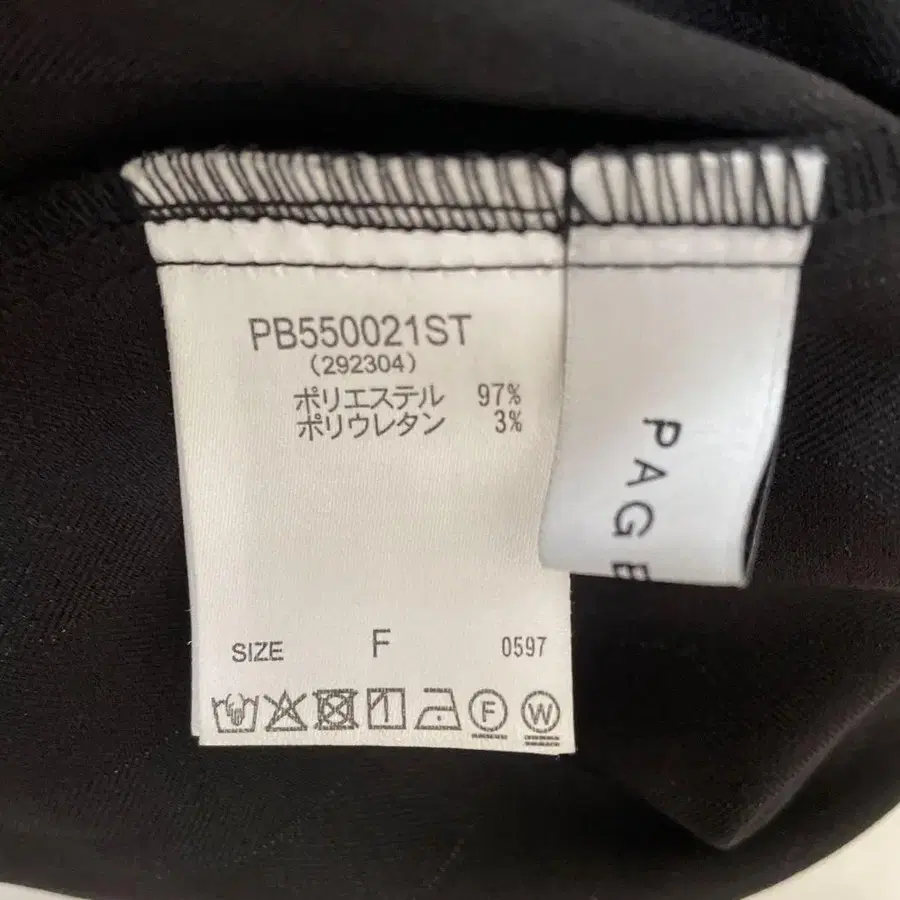 PB550021ST
(292304)
ポリエステル 97%
ポリウレタン 3%
SIZE F 0597
F
W
PAG